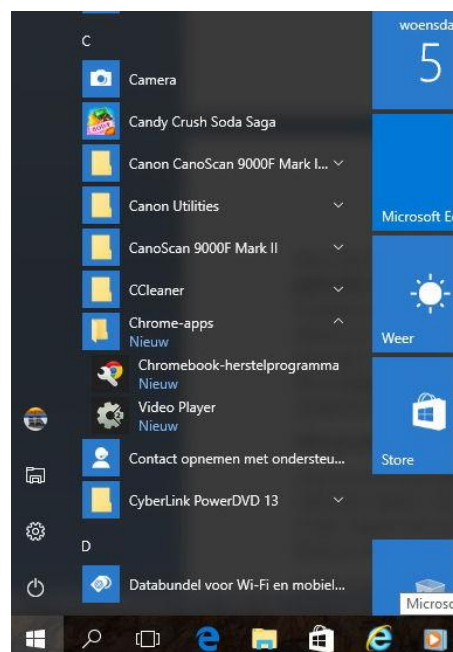 C
Camera
Candy Crush Soda Saga
Canon CanoScan 9000F Mark I...
Canon Utilities
CanoScan 9000F Mark II
CCleaner
Chrome-apps
Nieuw
Chromebook-herstelprogramma
Nieuw
Video Player
Nieuw
Contact opnemen met ondersteu...
CyberLink PowerDVD 13
D
Databundel voor Wi-Fi en mobiel...
woensda
5
Microsoft E
Weer
Store
Microso